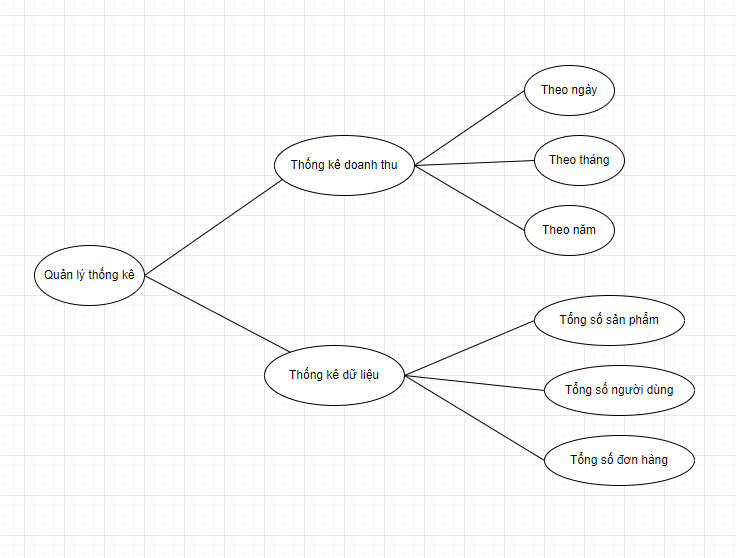 Theo ngày
Thống kê doanh thu
Theo tháng
Theo năm
Quản lý thống kê
Tổng số sản phẩm
Thống kê dữ liệu
Tổng số người dùng
Tổng số đơn hàng